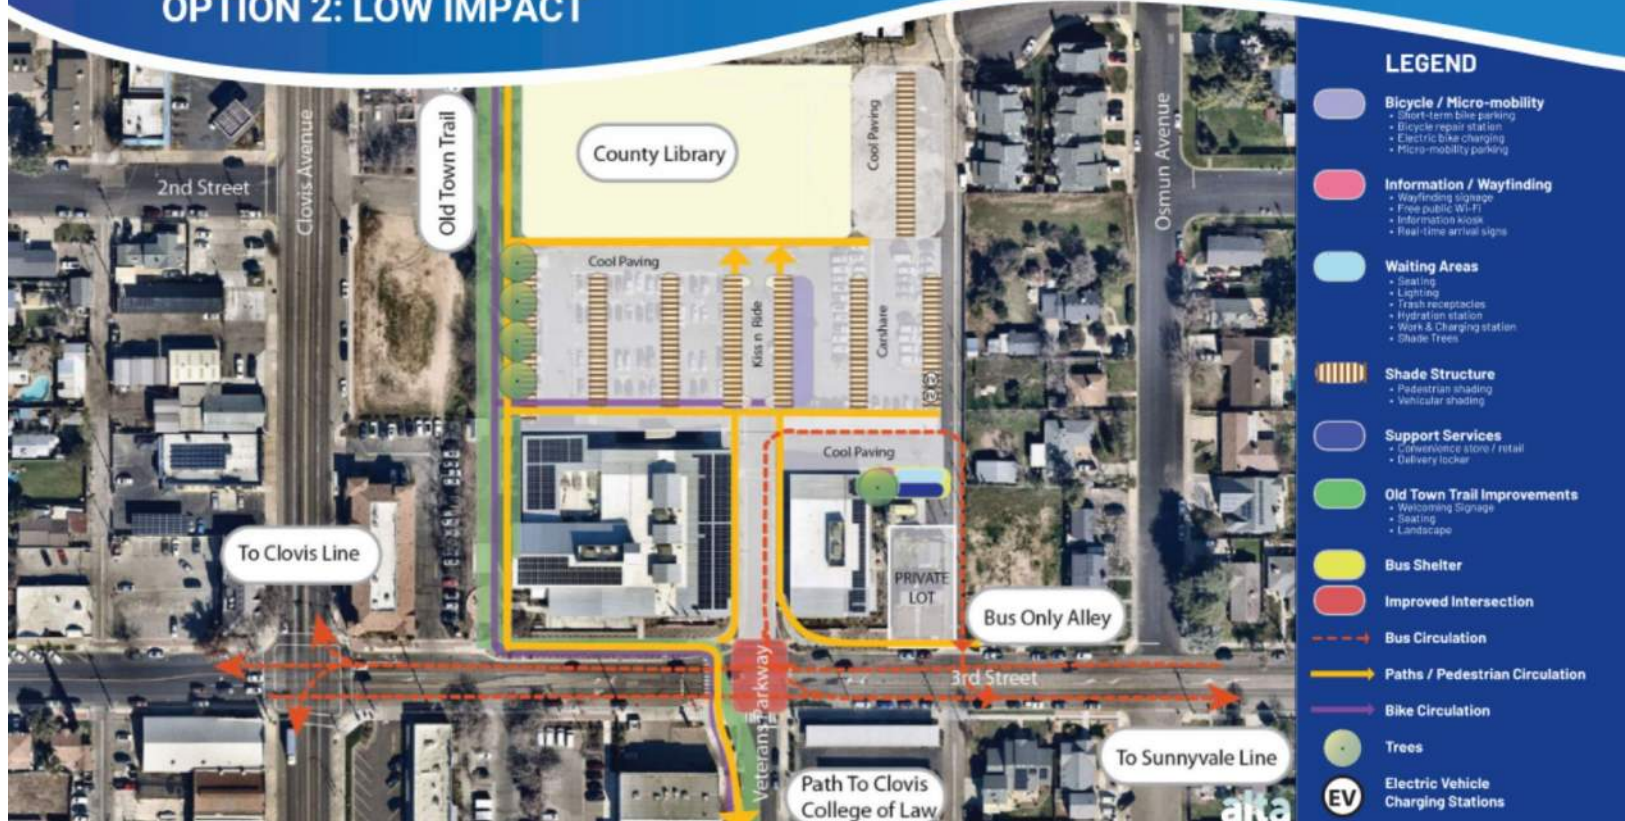 OPTION 2: LOW IMPACT
County Library
Cool Paving
Old Town Trail
Clovis Avenue
2nd Street
Osmun Avenue
Cool Paving
Kiss n Ride
Carshare
Cool Paving
To Clovis Line
PRIVATE
LOT
Bus Only Alley
3rd Street
Veterans Parkway
To Sunnyvale Line
Path To Clovis
College of Law
alta
LEGEND
Bicycle / Micro-mobility
• Short-term bike parking
• Bicycle repair station
• Electric bike charging
• Micro-mobility parking
Information / Wayfinding
• Wayfinding signage
• Free public Wi-Fi
• Information kiosk
• Real-time arrival signs
Waiting Areas
• Seating
• Lighting
• Trash receptacles
• Hydration station
• Work & Charging station
• Shade Trees
Shade Structure
• Pedestrian shading
• Vehicular shading
Support Services
• Convenience store / retail
• Delivery locker
Old Town Trail Improvements
• Welcoming Signage
• Seating
• Landscape
Bus Shelter
Improved Intersection
Bus Circulation
Paths / Pedestrian Circulation
Bike Circulation
Trees
EV
Electric Vehicle
Charging Stations